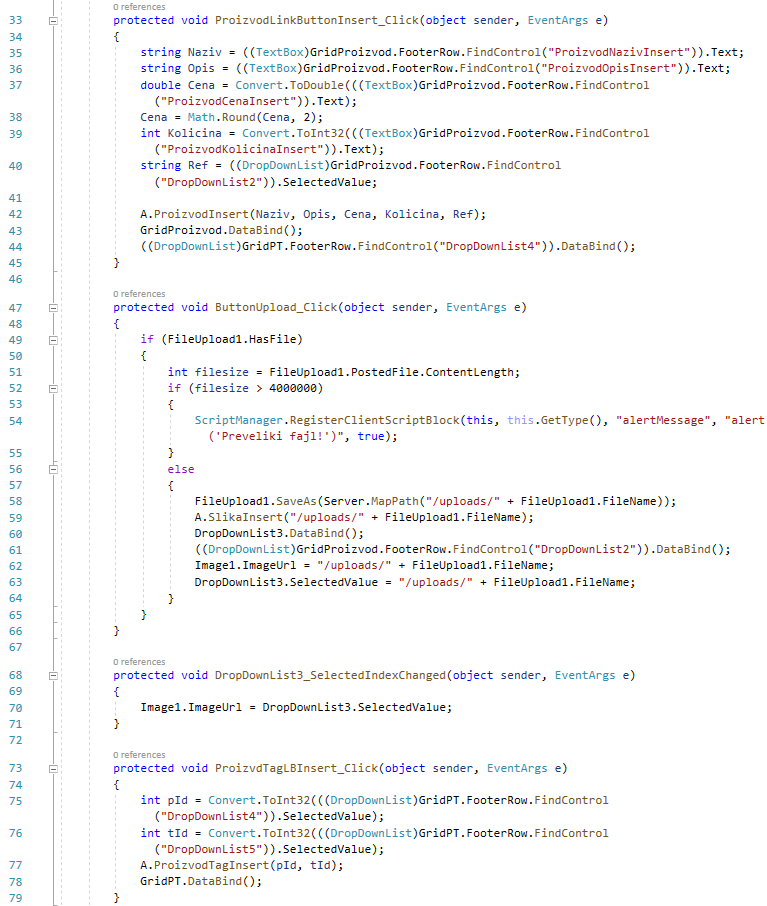 0 references
33 protected void ProizvodLinkButtonInsert_Click(object sender, EventArgs e)
34 {
35 string Naziv = ((TextBox)GridProizvod.FooterRow.FindControl("ProizvodNazivInsert")).Text;
36 string Opis = ((TextBox)GridProizvod.FooterRow.FindControl("ProizvodOpisInsert")).Text;
37 double Cena = Convert.ToDouble(((TextBox)GridProizvod.FooterRow.FindControl
("ProizvodCenaInsert")).Text);
38 Cena = Math.Round(Cena, 2);
39 int Kolicina = Convert.ToInt32(((TextBox)GridProizvod.FooterRow.FindControl
("ProizvodKolicinaInsert")).Text);
40 string Ref = ((DropDownList)GridProizvod.FooterRow.FindControl
("DropDownList2")).SelectedValue;
41
42 A.ProizvodInsert(Naziv, Opis, Cena, Kolicina, Ref);
43 GridProizvod.DataBind();
44 ((DropDownList)GridPT.FooterRow.FindControl("DropDownList4")).DataBind();
45 }
46
0 references
47 protected void ButtonUpload_Click(object sender, EventArgs e)
48 {
49 if (FileUpload1.HasFile)
50 {
51 int filesize = FileUpload1.PostedFile.ContentLength;
52 if (filesize > 4000000)
53 {
54 ScriptManager.RegisterClientScriptBlock(this, this.GetType(), "alertMessage", "alert
('Preveliki fajl!')", true);
55 }
56 else
57 {
58 FileUpload1.SaveAs(Server.MapPath("/uploads/" + FileUpload1.FileName));
59 A.SlikaInsert("/uploads/" + FileUpload1.FileName);
60 DropDownList3.DataBind();
61 ((DropDownList)GridProizvod.FooterRow.FindControl("DropDownList2")).DataBind();
62 Image1.ImageUrl = "/uploads/" + FileUpload1.FileName;
63 DropDownList3.SelectedValue = "/uploads/" + FileUpload1.FileName;
64 }
65 }
66 }
67
0 references
68 protected void DropDownList3_SelectedIndexChanged(object sender, EventArgs e)
69 {
70 Image1.ImageUrl = DropDownList3.SelectedValue;
71 }
72
0 references
73 protected void ProizvdTagLBInsert_Click(object sender, EventArgs e)
74 {
75 int pId = Convert.ToInt32(((DropDownList)GridPT.FooterRow.FindControl
("DropDownList4")).SelectedValue);
76 int tId = Convert.ToInt32(((DropDownList)GridPT.FooterRow.FindControl
("DropDownList5")).SelectedValue);
77 A.ProizvodTagInsert(pId, tId);
78 GridPT.DataBind();
79 }